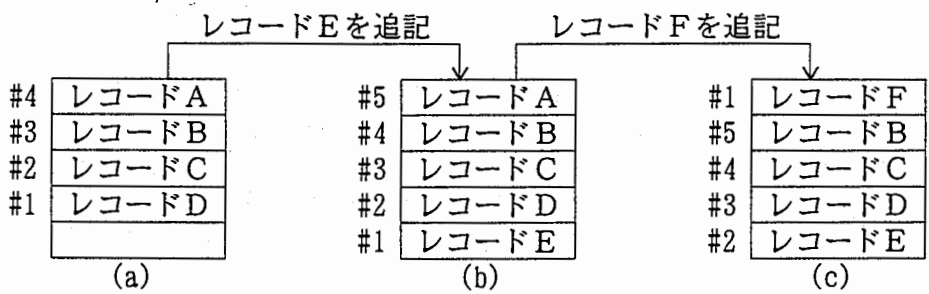 レコードEを追記 レコードFを追記
#4 レコードA #5 レコードA #1 レコードF
#3 レコードB #4 レコードB #5 レコードB
#2 レコードC #3 レコードC #4 レコードC
#1 レコードD #2 レコードD #3 レコードD
#1 レコードE #2 レコードE
(a) (b) (c)